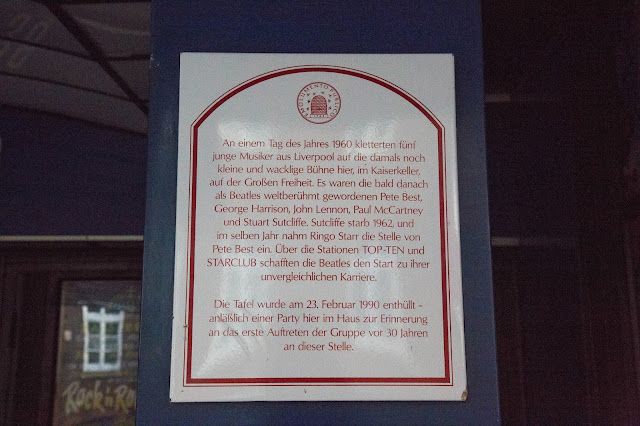 EMOLUMENTO PUBLICO
An einem Tag des Jahres 1960 kletterten fünf
junge Musiker aus Liverpool auf die damals noch
kleine und wacklige Bühne hier, im Kaiserkeller,
auf der Großen Freiheit. Es waren die bald danach
als Beatles weltberühmt gewordenen Pete Best,
George Harrison, John Lennon, Paul McCartney
und Stuart Sutcliffe. Sutcliffe starb 1962, und
im selben Jahr nahm Ringo Starr die Stelle von
Pete Best ein. Über die Stationen TOP-TEN und
STARCLUB schafften die Beatles den Start zu ihrer
unvergleichlichen Karriere.
Die Tafel wurde am 23. Februar 1990 enthüllt -
anläßlich einer Party hier im Haus zur Erinnerung
an das erste Auftreten der Gruppe vor 30 Jahren
an dieser Stelle.
Rock'n Ro